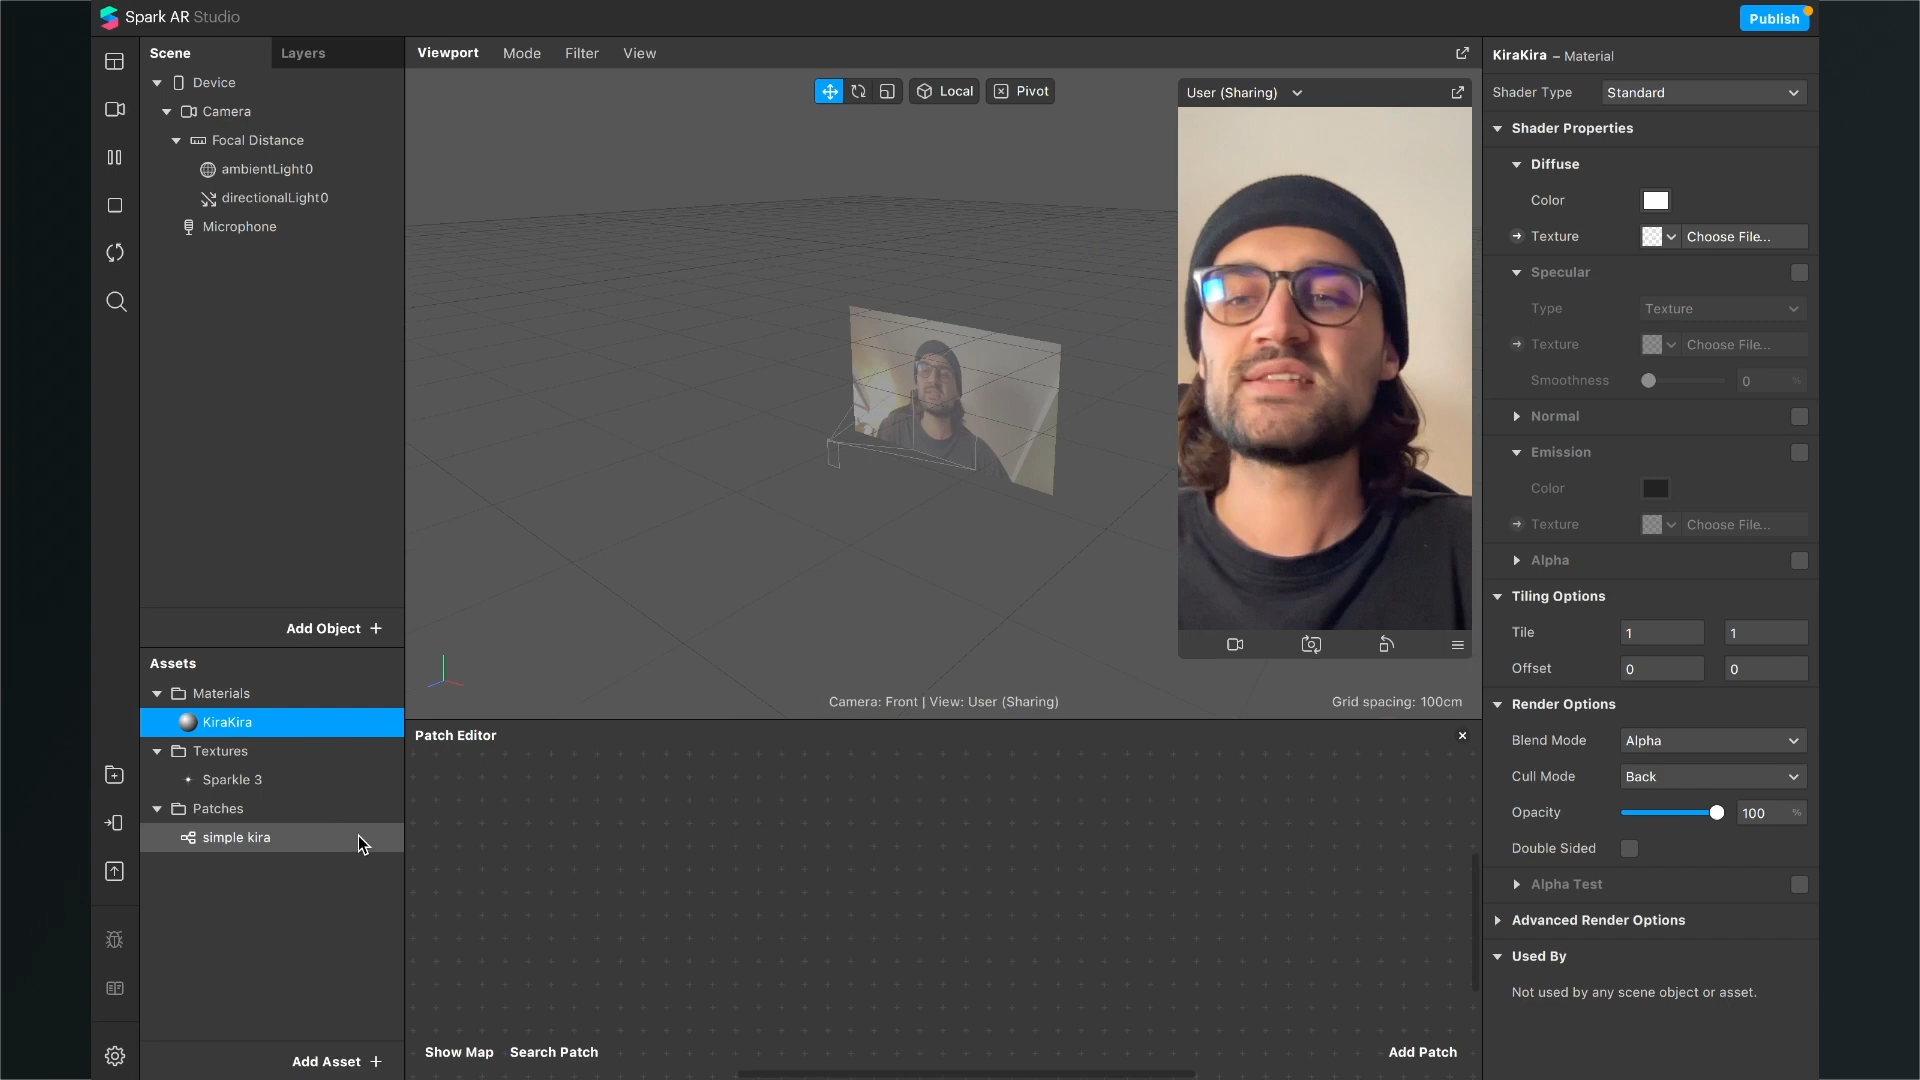 Spark AR Studio
Publish
Scene
Layers
Device
Camera
Focal Distance
ambientLight0
directionalLight0
Microphone
Add Object +
Assets
Materials
KiraKira
Textures
Sparkle 3
Patches
simple kira
Add Asset +
Viewport
Mode
Filter
View
Local
Pivot
User (Sharing)
Camera: Front | View: User (Sharing)
Grid spacing: 100cm
Patch Editor
Show Map
Search Patch
Add Patch
KiraKira – Material
Shader Type
Standard
Shader Properties
Diffuse
Color
Texture
Choose File...
Specular
Type
Texture
Texture
Choose File...
Smoothness
0 %
Normal
Emission
Color
Texture
Choose File...
Alpha
Tiling Options
Tile
1
1
Offset
0
0
Render Options
Blend Mode
Alpha
Cull Mode
Back
Opacity
100 %
Double Sided
Alpha Test
Advanced Render Options
Used By
Not used by any scene object or asset.